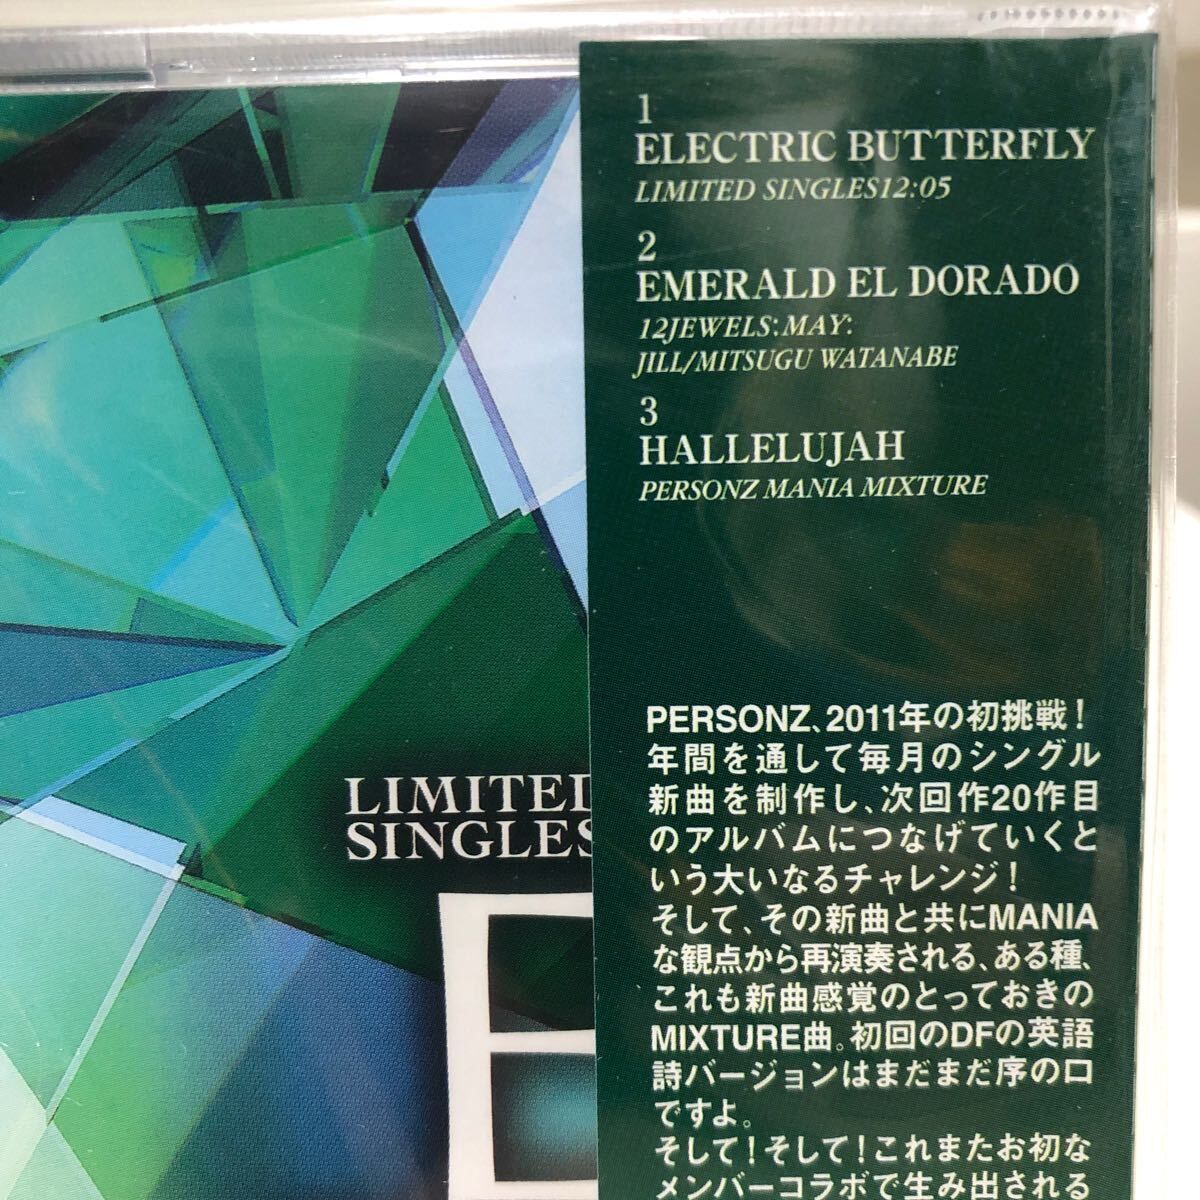 1
ELECTRIC BUTTERFLY
LIMITED SINGLES12:05
2
EMERALD EL DORADO
12JEWELS:MAY:
JILL/MITSUGU WATANABE
3
HALLELUJAH
PERSONZ MANIA MIXTURE
PERSONZ、2011年の初挑戦！
年間を通して毎月のシングル
新曲を制作し、次回作20作目
のアルバムにつなげていくと
いう大いなるチャレンジ！
そして、その新曲と共にMANIA
な観点から再演奏される、ある種、
これも新曲感覚のとっておきの
MIXTURE曲。初回のDFの英語
詩バージョンはまだまだ序の口
ですよ。
そして！そして！これまたお初な
メンバーコラボで生み出される
LIMITED
SINGLES
E